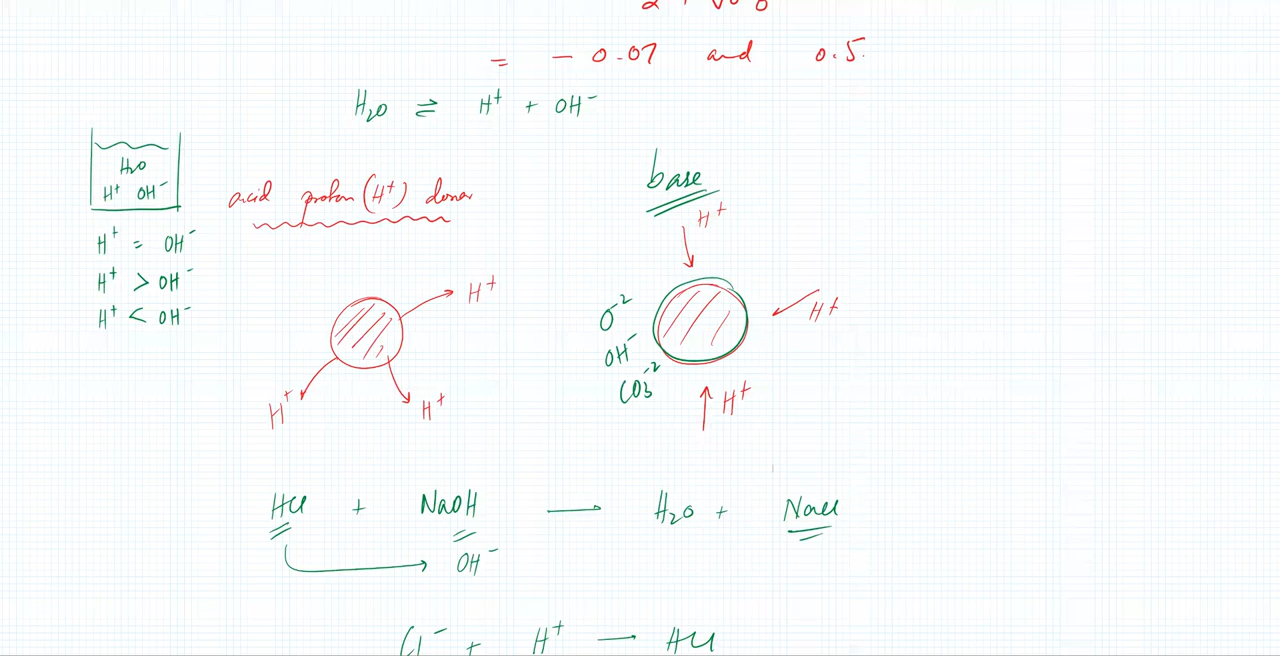 = - 0.07 and 0.5.
H₂O ⇌ H⁺ + OH⁻
H₂O
H⁺ OH⁻
H⁺ = OH⁻
H⁺ > OH⁻
H⁺ < OH⁻
acid proton (H⁺) donar
H⁺
H⁺
H⁺
base
H⁺
H⁺
H⁺
O⁻²
OH⁻
CO₃⁻²
HCl + NaOH → H₂O + NaCl
OH⁻
Cl⁻ + H⁺ → HCl